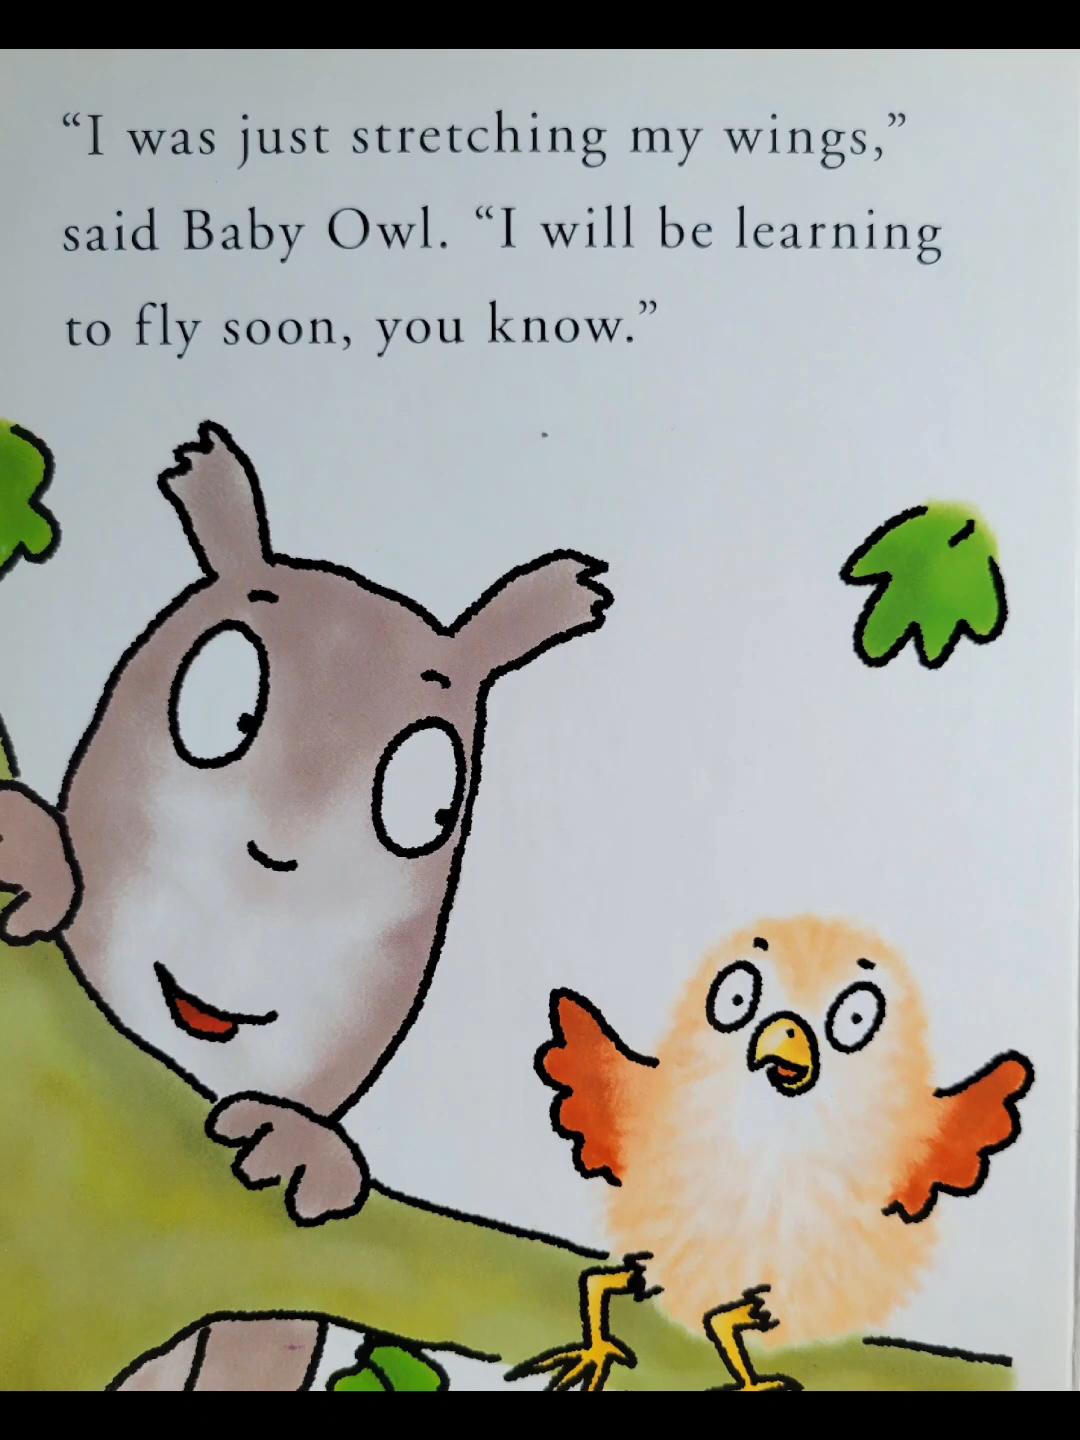 “I was just stretching my wings,”
said Baby Owl. “I will be learning
to fly soon, you know.”